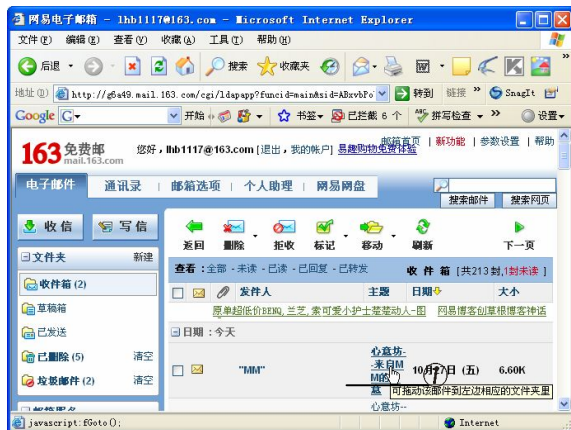 网易电子邮箱 - lhb1117@163.com - Microsoft Internet Explorer
文件(F) 编辑(E) 查看(V) 收藏(A) 工具(T) 帮助(H)
后退 搜索 收藏夹
地址(D) http://g6a49.mail.163.com/cgi/ldapapp?funcid=main&sid=ABzvbPo 转到 链接 » SnagIt
Google G 开始 书签 已拦截 6 个 拼写检查 » 设置
163 免费邮 mail.163.com
您好，lhb1117@163.com [退出，我的帐户] 易趣购物免费体验 邮箱首页 | 新功能 | 参数设置 | 帮助
电子邮件 通讯录 | 邮箱选项 | 个人助理 | 网易网盘
搜索邮件 搜索网页
收信 写信
返回 删除 拒收 标记 移动 刷新 下一页
文件夹 新建
查看：全部 - 未读 - 已读 - 已回复 - 已转发 收 件 箱 [共213封,1封未读 ]
收件箱 (2)
发件人 主题 日期 大小
草稿箱
原单超低价BENQ,兰芝,索可爱小护士楚楚动人-图 网易博客创草根博客神话
已发送
日期：今天
已删除 (5) 清空
垃圾邮件 (2) 清空
"MM" 心意坊--来自MM的 10月27日 (五) 6.60K
①
可拖动该邮件到左边相应的文件夹里
心意坊--
javascript:fGoto(); Internet